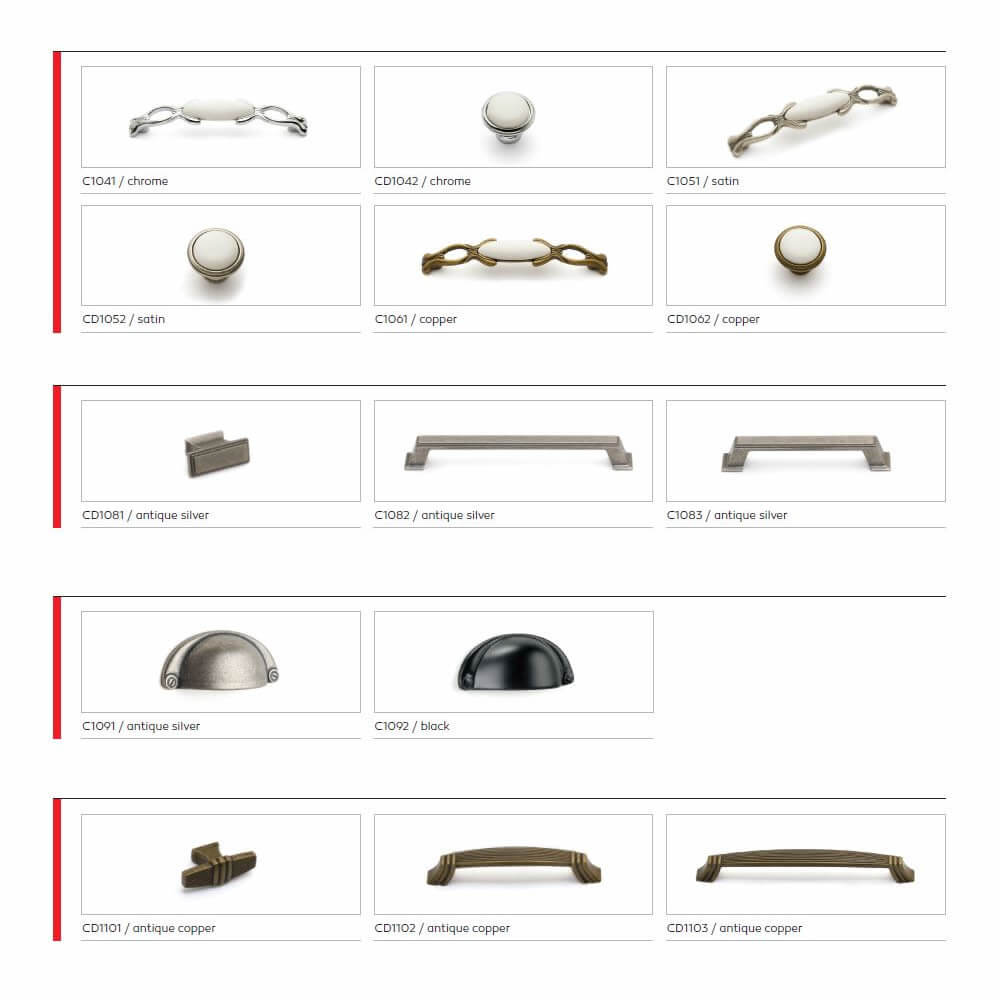 C1041 / chrome
CD1042 / chrome
C1051 / satin
CD1052 / satin
C1061 / copper
CD1062 / copper
CD1081 / antique silver
C1082 / antique silver
C1083 / antique silver
C1091 / antique silver
C1092 / black
CD1101 / antique copper
CD1102 / antique copper
CD1103 / antique copper